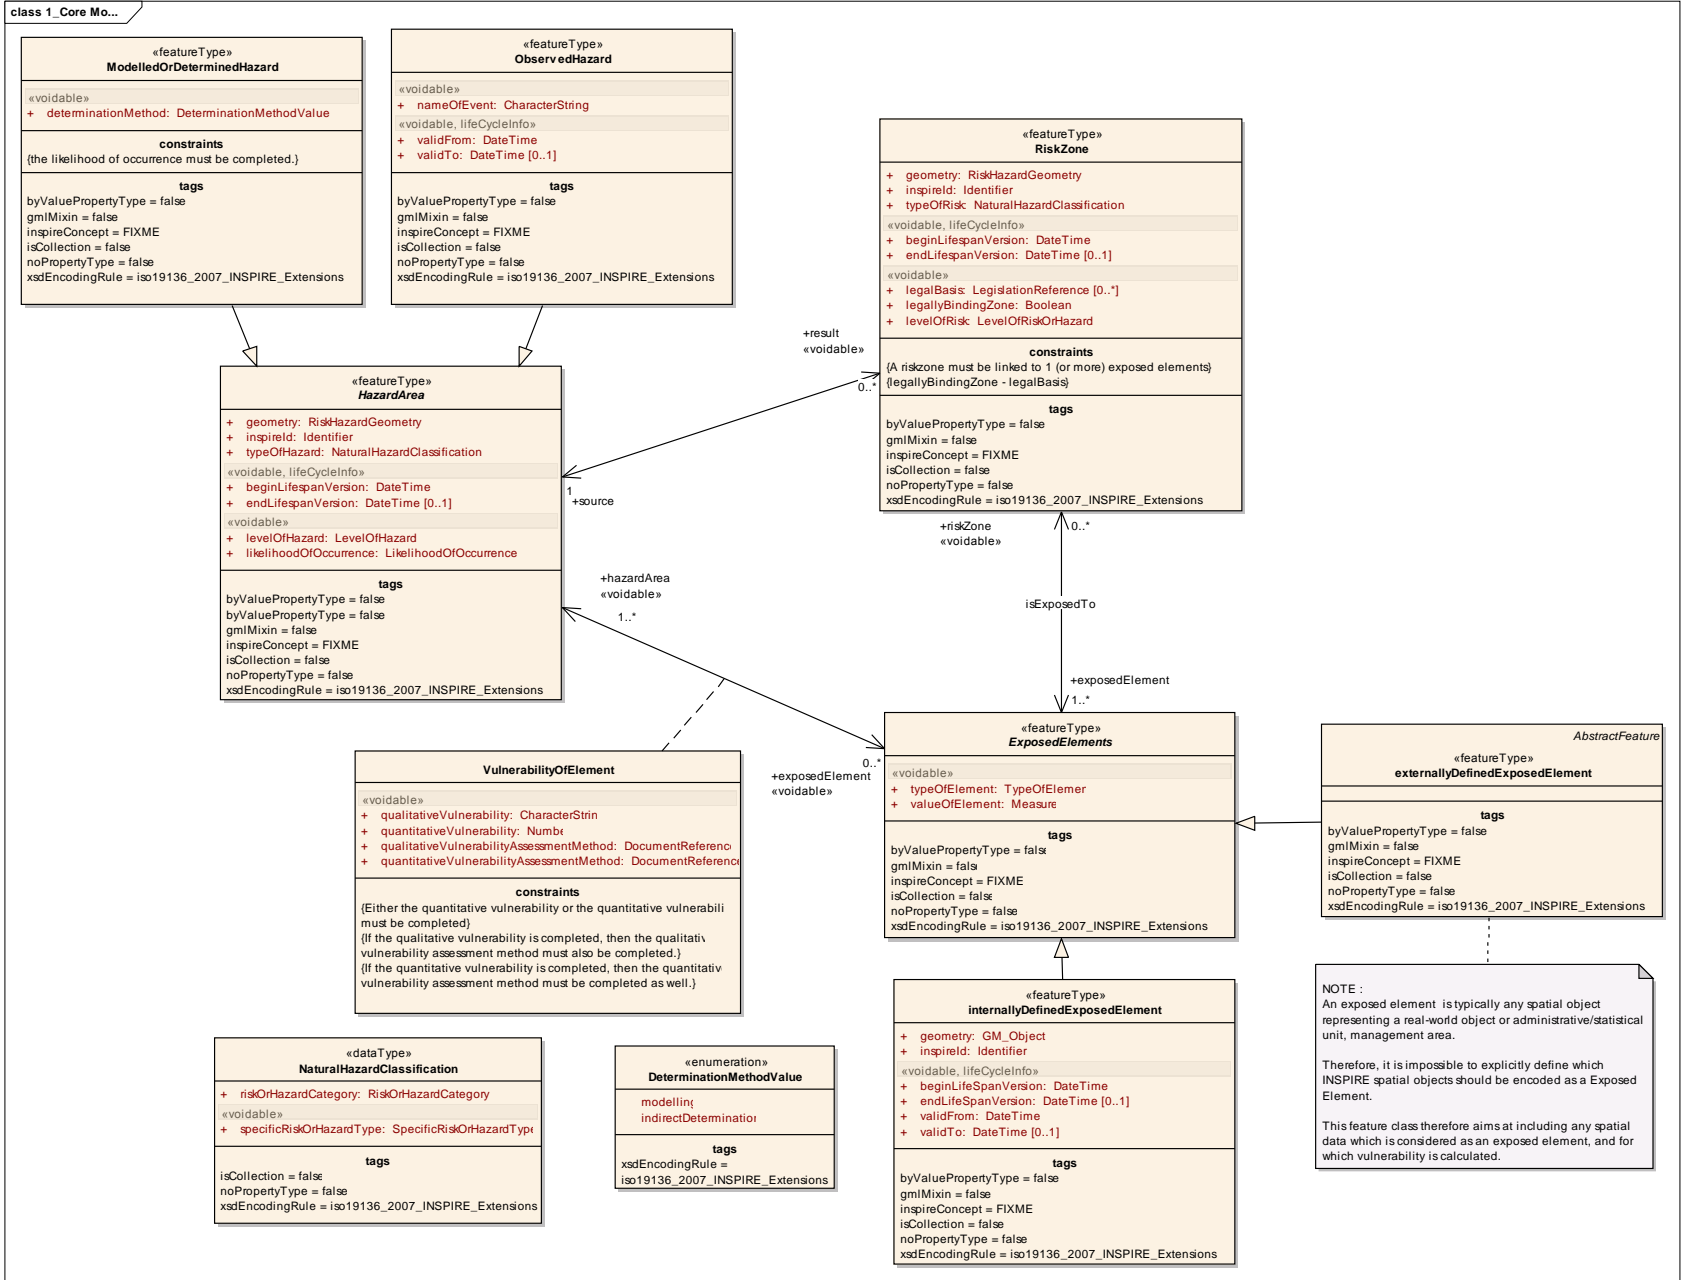 class 1_Core Mo...
«featureType»
ModelledOrDeterminedHazard
«voidable»
+ determinationMethod: DeterminationMethodValue
constraints
{the likelihood of occurrence must be completed.}
tags
byValuePropertyType = false
gmlMixin = false
inspireConcept = FIXME
isCollection = false
noPropertyType = false
xsdEncodingRule = iso19136_2007_INSPIRE_Extensions
«featureType»
ObservedHazard
«voidable»
+ nameOfEvent: CharacterString
«voidable, lifeCycleInfo»
+ validFrom: DateTime
+ validTo: DateTime [0..1]
tags
byValuePropertyType = false
gmlMixin = false
inspireConcept = FIXME
isCollection = false
noPropertyType = false
xsdEncodingRule = iso19136_2007_INSPIRE_Extensions
«featureType»
RiskZone
+ geometry: RiskHazardGeometry
+ inspireId: Identifier
+ typeOfRisk: NaturalHazardClassification
«voidable, lifeCycleInfo»
+ beginLifespanVersion: DateTime
+ endLifespanVersion: DateTime [0..1]
«voidable»
+ legalBasis: LegislationReference [0..*]
+ legallyBindingZone: Boolean
+ levelOfRisk: LevelOfRiskOrHazard
constraints
{A riskzone must be linked to 1 (or more) exposed elements}
{legallyBindingZone - legalBasis}
tags
byValuePropertyType = false
gmlMixin = false
inspireConcept = FIXME
isCollection = false
noPropertyType = false
xsdEncodingRule = iso19136_2007_INSPIRE_Extensions
+result
«voidable»
0..*
1
+source
«featureType»
HazardArea
+ geometry: RiskHazardGeometry
+ inspireId: Identifier
+ typeOfHazard: NaturalHazardClassification
«voidable, lifeCycleInfo»
+ beginLifespanVersion: DateTime
+ endLifespanVersion: DateTime [0..1]
«voidable»
+ levelOfHazard: LevelOfHazard
+ likelihoodOfOccurrence: LikelihoodOfOccurrence
tags
byValuePropertyType = false
byValuePropertyType = false
gmlMixin = false
inspireConcept = FIXME
isCollection = false
noPropertyType = false
xsdEncodingRule = iso19136_2007_INSPIRE_Extensions
+riskZone
«voidable»
0..*
isExposedTo
+exposedElement
1..*
+hazardArea
«voidable»
1..*
0..*
+exposedElement
«voidable»
VulnerabilityOfElement
«voidable»
+ qualitativeVulnerability: CharacterStrin
+ quantitativeVulnerability: Numbe
+ qualitativeVulnerabilityAssessmentMethod: DocumentReferenc
+ quantitativeVulnerabilityAssessmentMethod: DocumentReference
constraints
{Either the quantitative vulnerability or the quantitative vulnerabili
must be completed}
{If the qualitative vulnerability is completed, then the qualitativ
vulnerability assessment method must also be completed.}
{If the quantitative vulnerability is completed, then the quantitativ
vulnerability assessment method must be completed as well.}
«featureType»
ExposedElements
«voidable»
+ typeOfElement: TypeOfElemer
+ valueOfElement: Measure
tags
byValuePropertyType = false
gmlMixin = fals
inspireConcept = FIXME
isCollection = false
noPropertyType = false
xsdEncodingRule = iso19136_2007_INSPIRE_Extensions
AbstractFeature
«featureType»
externallyDefinedExposedElement
tags
byValuePropertyType = false
gmlMixin = false
inspireConcept = FIXME
isCollection = false
noPropertyType = false
xsdEncodingRule = iso19136_2007_INSPIRE_Extensions
NOTE :
An exposed element is typically any spatial object
representing a real-world object or administrative/statistical
unit, management area.
Therefore, it is impossible to explicitly define which
INSPIRE spatial objects should be encoded as a Exposed
Element.
This feature class therefore aims at including any spatial
data which is considered as an exposed element, and for
which vulnerability is calculated.
«featureType»
internallyDefinedExposedElement
+ geometry: GM_Object
+ inspireId: Identifier
«voidable, lifeCycleInfo»
+ beginLifeSpanVersion: DateTime
+ endLifeSpanVersion: DateTime [0..1]
+ validFrom: DateTime
+ validTo: DateTime [0..1]
tags
byValuePropertyType = false
gmlMixin = false
inspireConcept = FIXME
isCollection = false
noPropertyType = false
xsdEncodingRule = iso19136_2007_INSPIRE_Extensions
«dataType»
NaturalHazardClassification
+ riskOrHazardCategory: RiskOrHazardCategory
«voidable»
+ specificRiskOrHazardType: SpecificRiskOrHazardType
tags
isCollection = false
noPropertyType = false
xsdEncodingRule = iso19136_2007_INSPIRE_Extensions
«enumeration»
DeterminationMethodValue
modelling
indirectDetermination
tags
xsdEncodingRule =
iso19136_2007_INSPIRE_Extensions